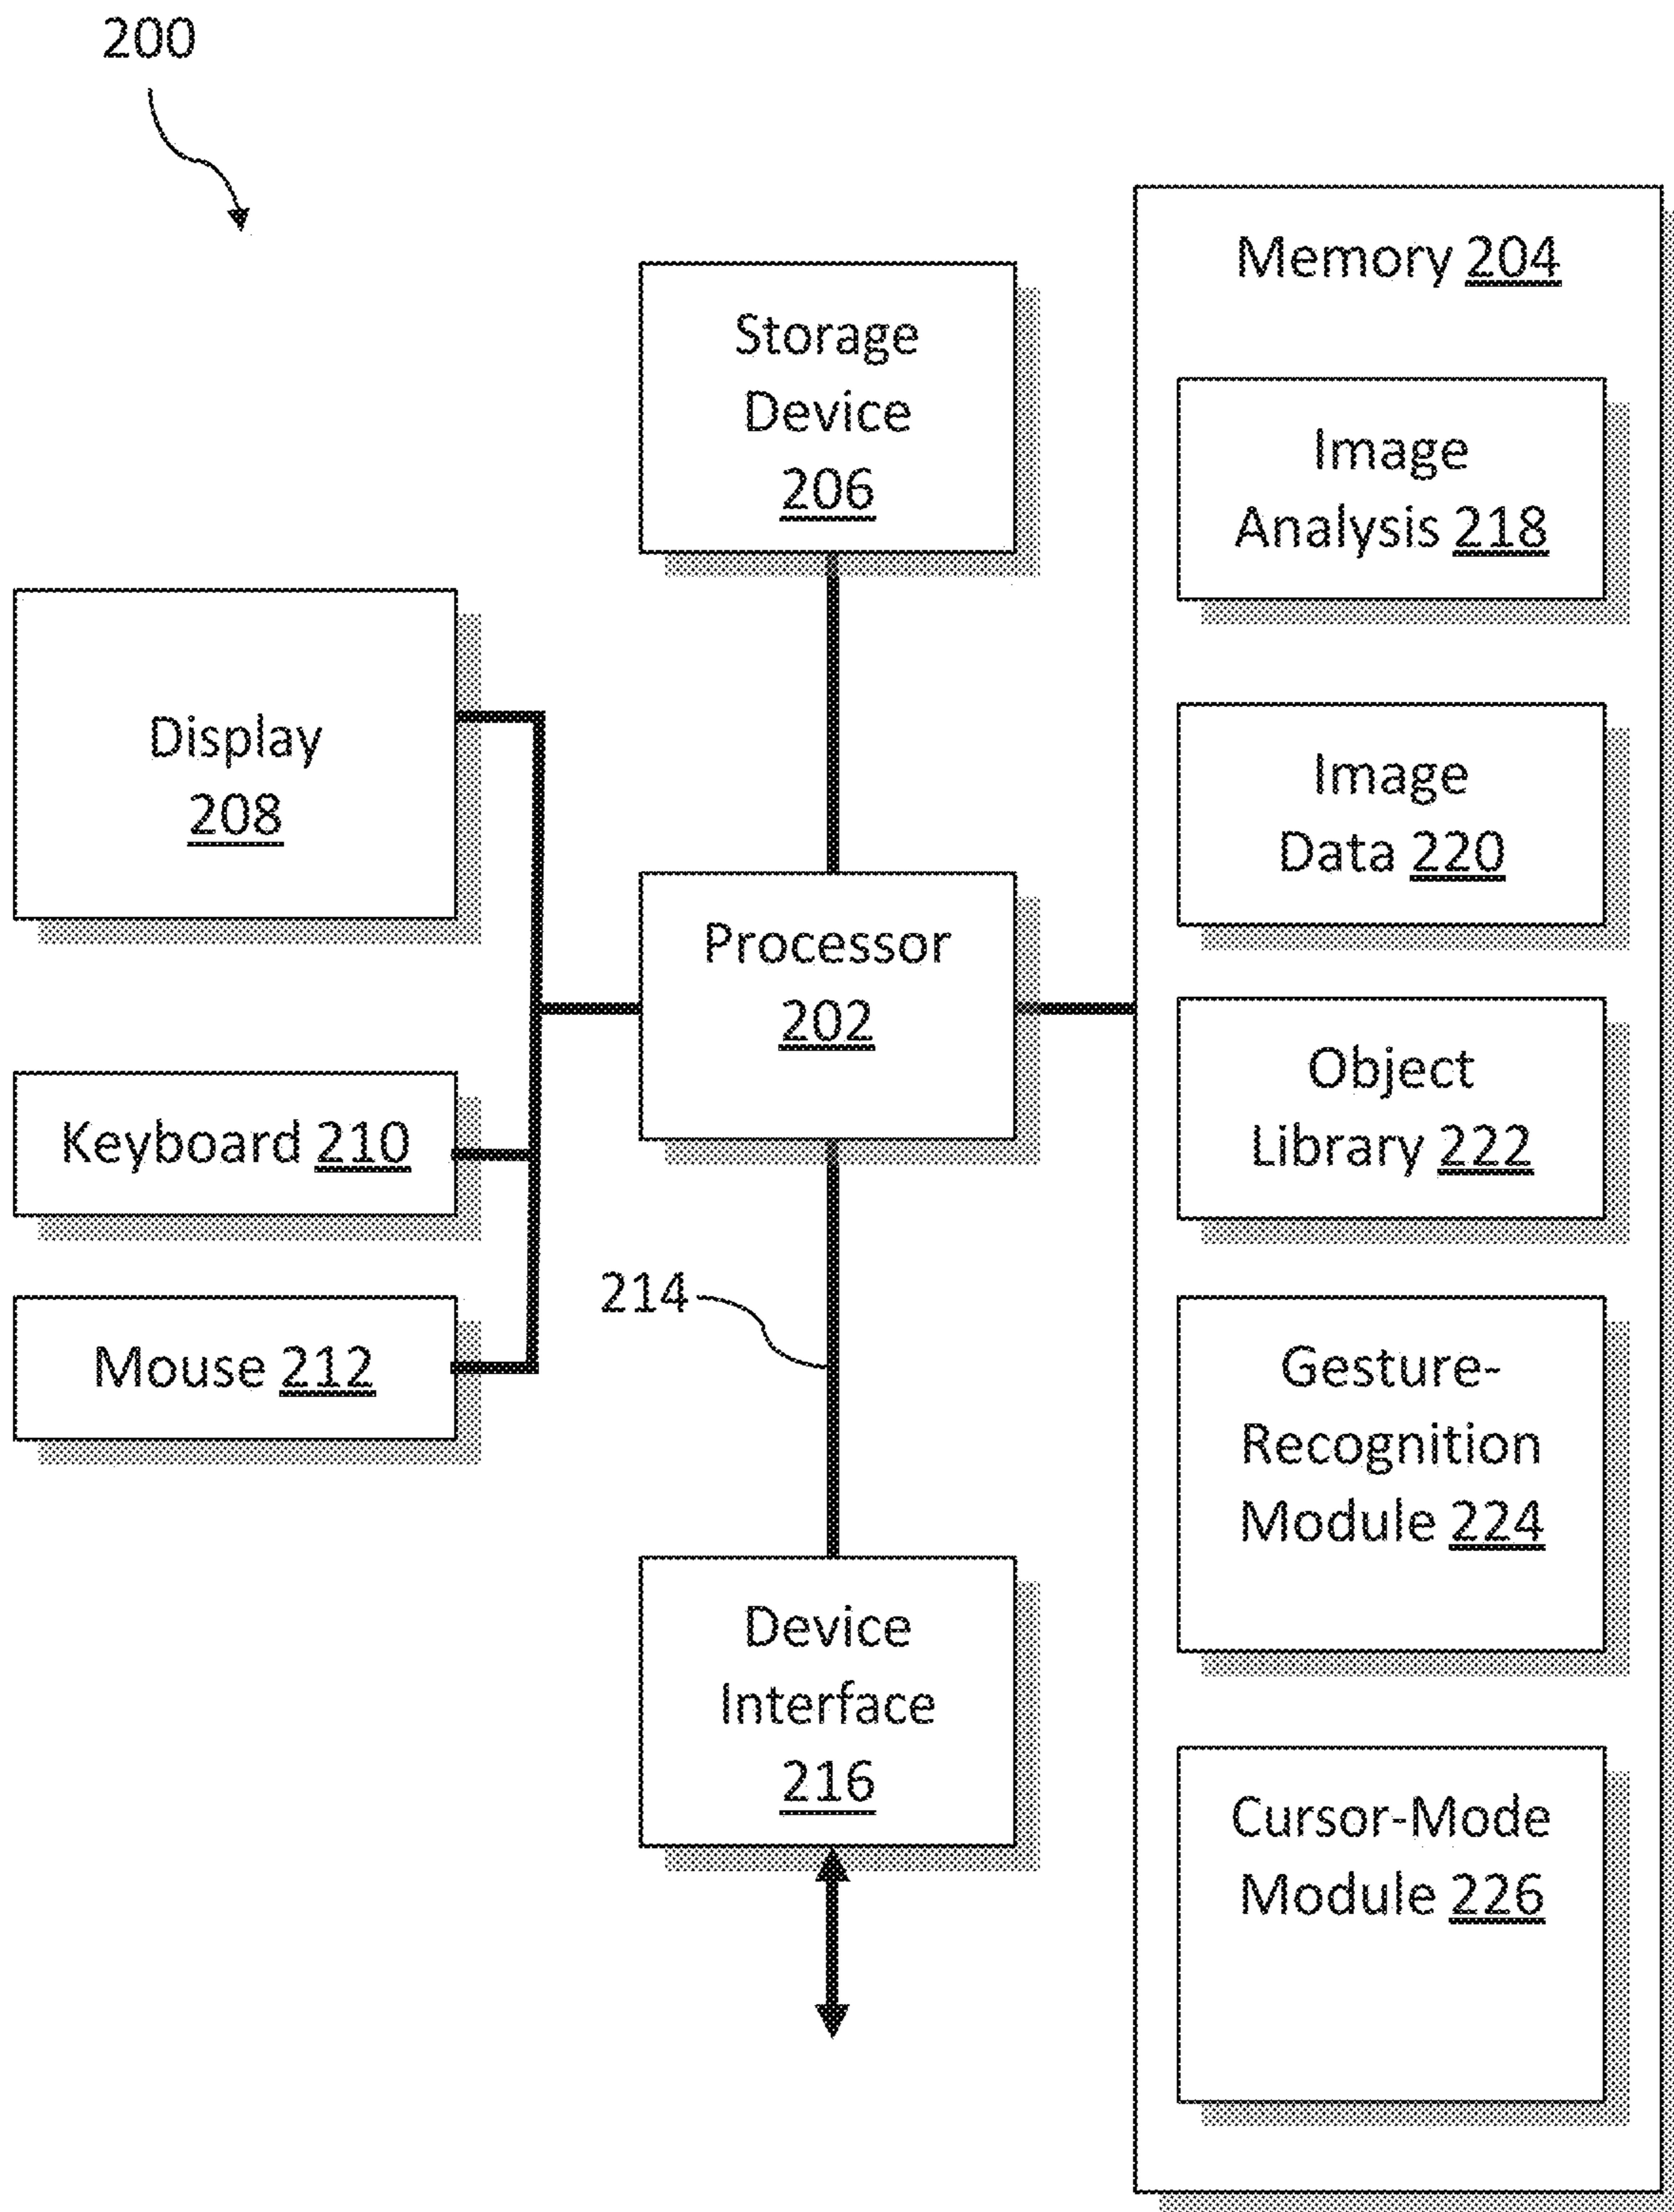 200
Memory 204
Storage
Device
206
Image
Analysis 218
Display
208
Image
Data 220
Processor
202
Object
Library 222
Keyboard 210
Mouse 212
214
Gesture-
Recognition
Module 224
Device
Interface
216
Cursor-Mode
Module 226